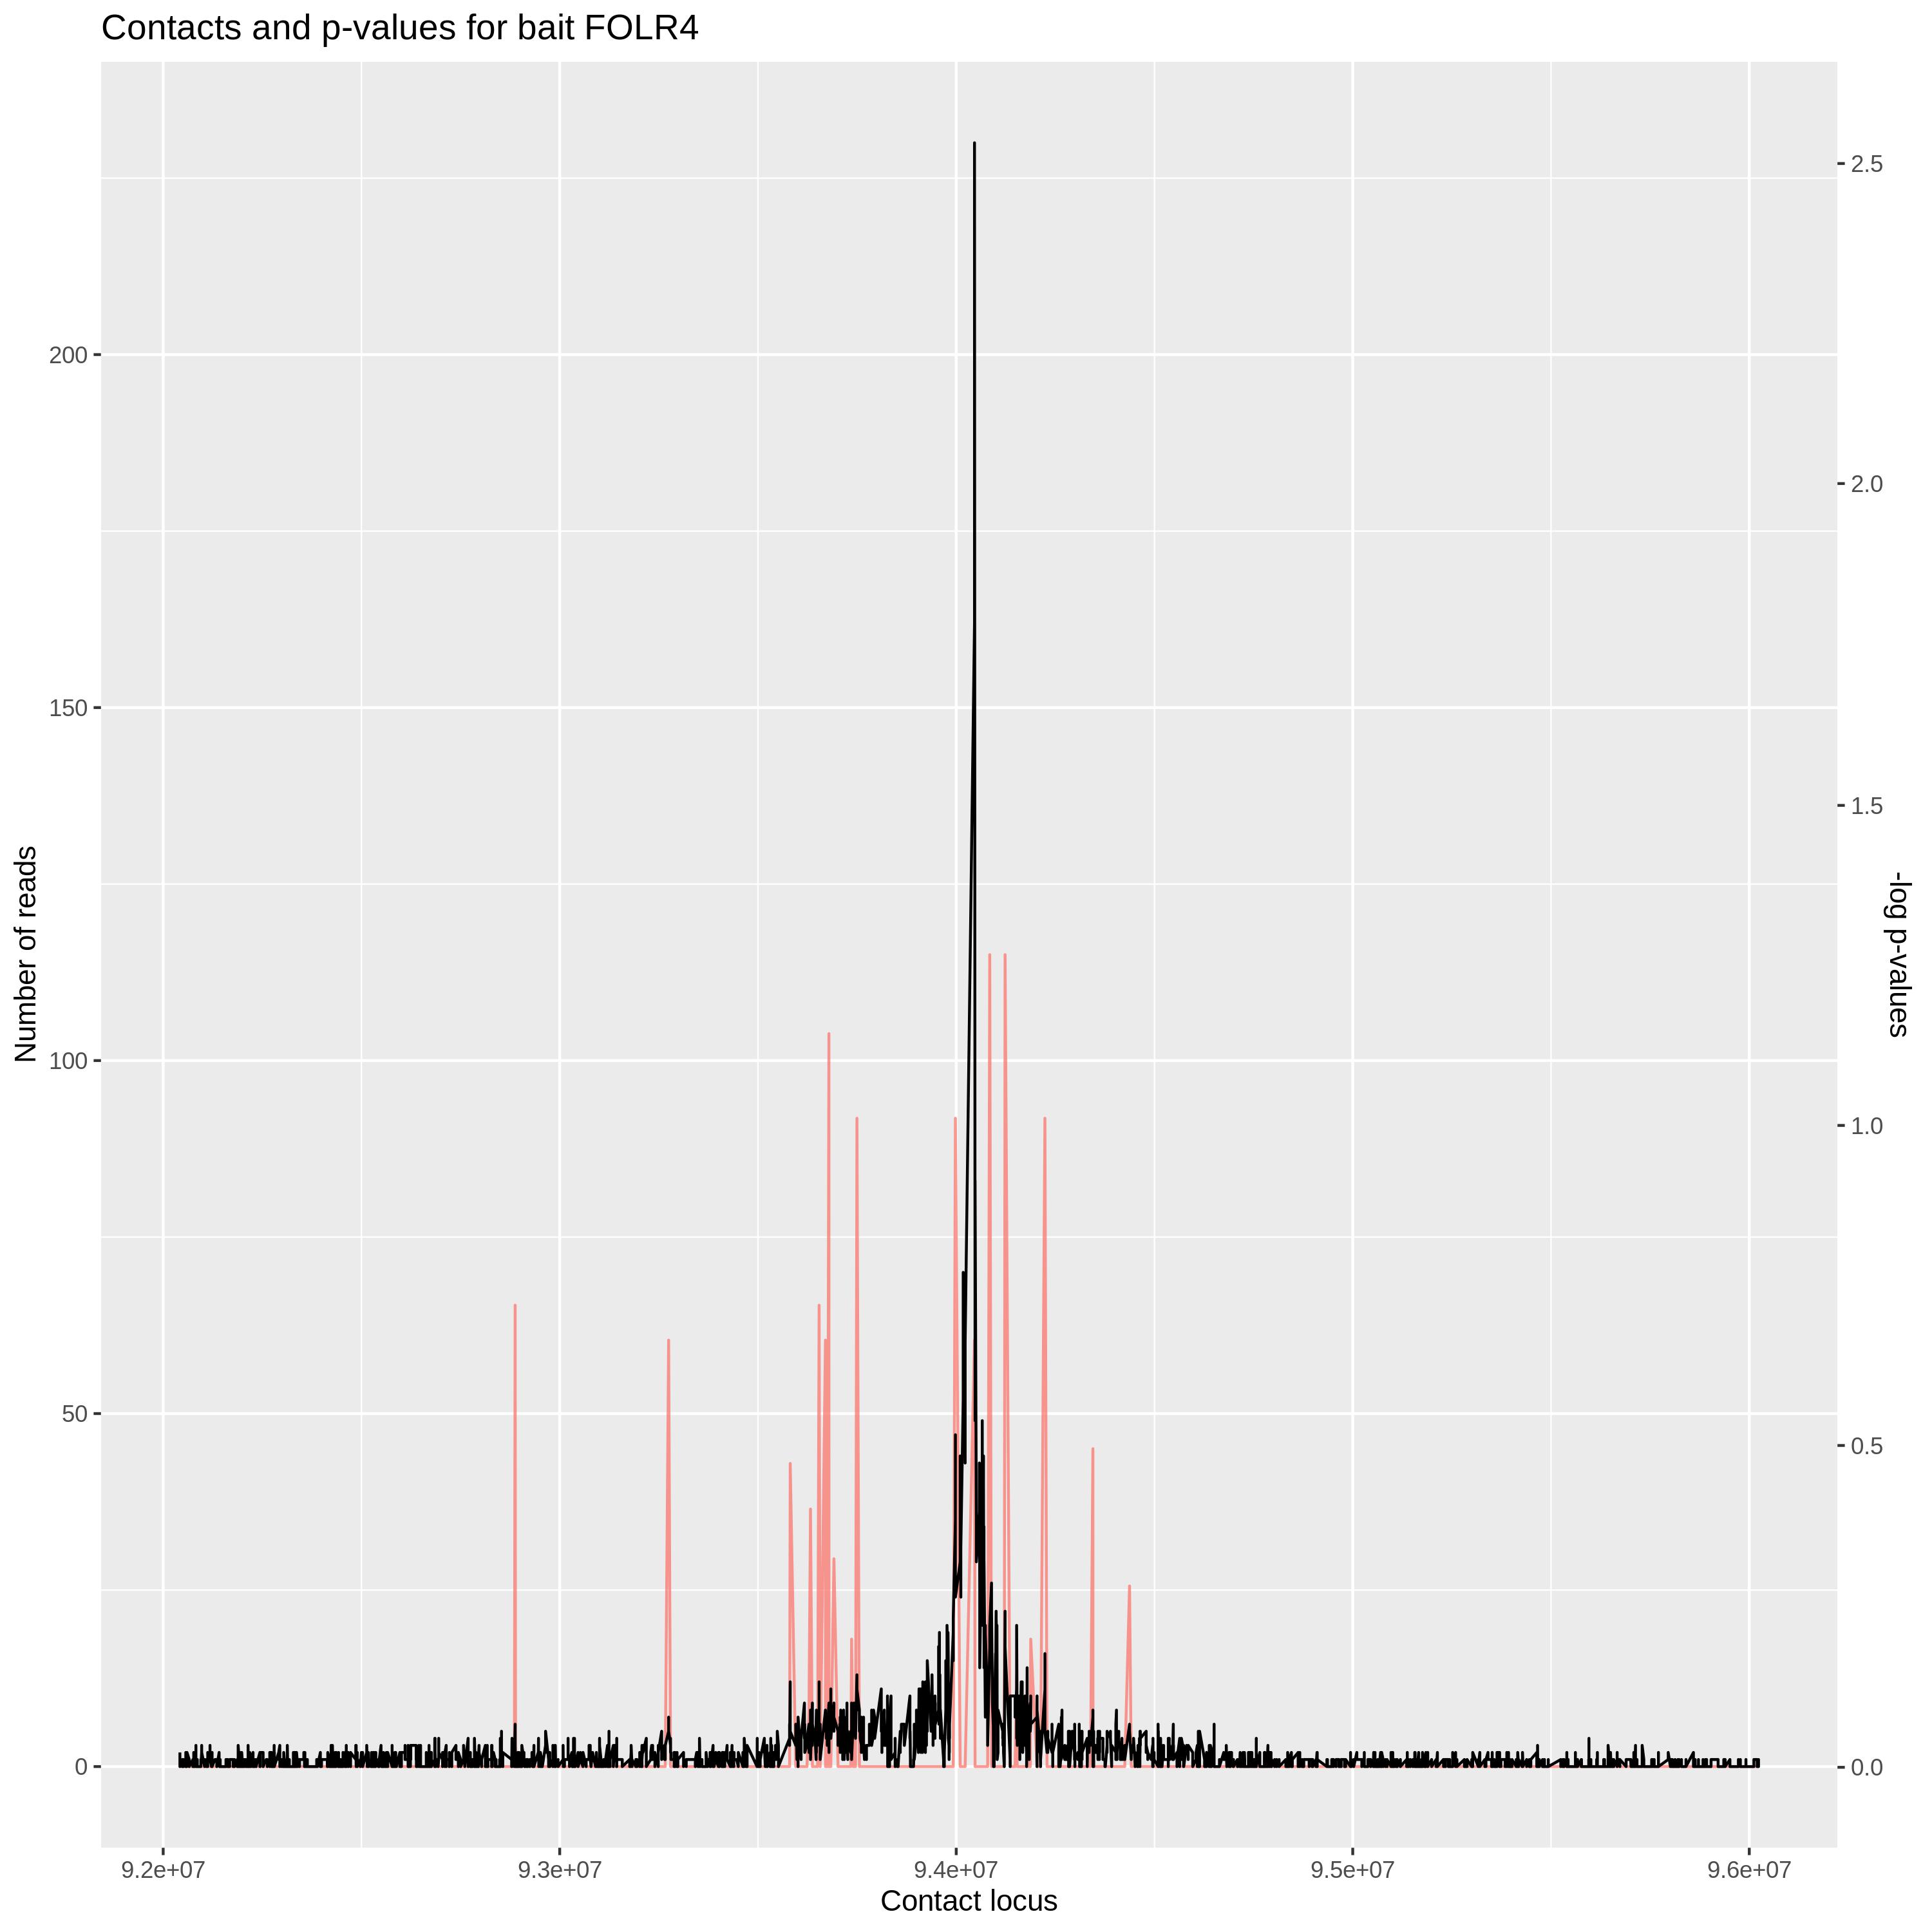 Contacts and p-values for bait FOLR4
Number of reads
200
150
100
50
0
2.5
2.0
1.5
1.0
0.5
0.0
-log p-values
9.2e+07 9.3e+07 9.4e+07 9.5e+07 9.6e+07
Contact locus